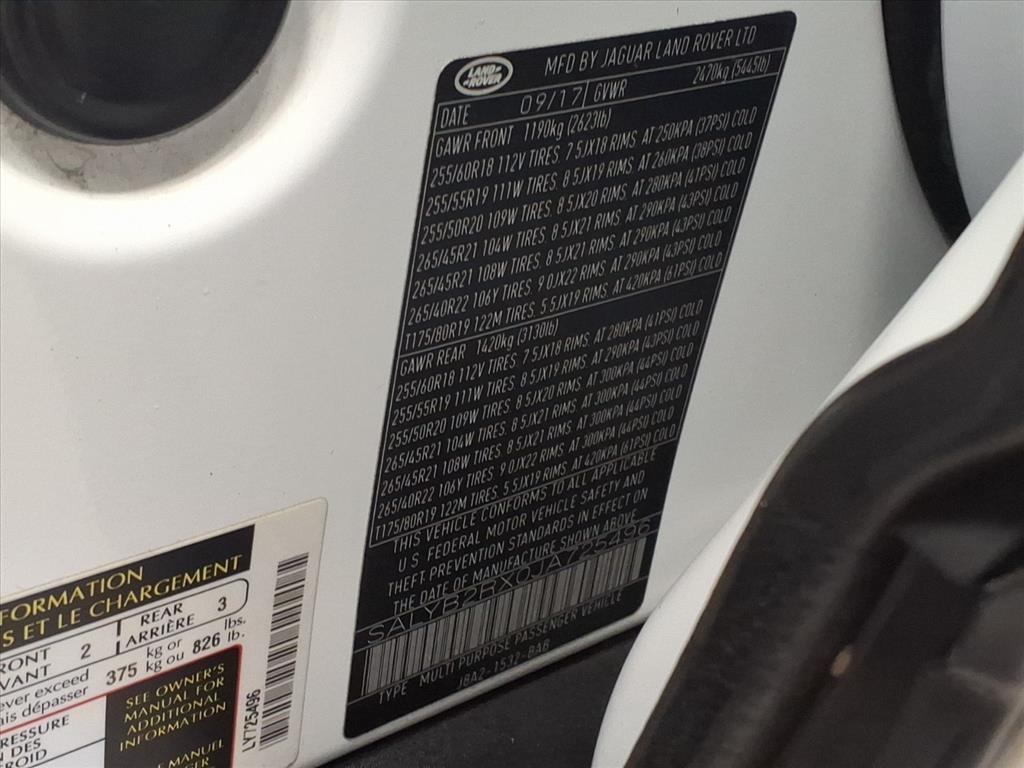 LAND ROVER
MFD BY JAGUAR LAND ROVER LTD
DATE 09/17 GVWR 2470kg (5445lb)
GAWR FRONT 1190kg (2623lb)
255/60R18 112V TIRES 7.5JX18 RIMS AT 250KPA (37PSI) COLD
255/55R19 111W TIRES 8.5JX19 RIMS AT 260KPA (38PSI) COLD
255/50R20 109W TIRES 8.5JX20 RIMS AT 280KPA (41PSI) COLD
265/45R21 104W TIRES 8.5JX21 RIMS AT 290KPA (43PSI) COLD
265/45R21 108W TIRES 8.5JX21 RIMS AT 290KPA (43PSI) COLD
265/40R22 106Y TIRES 9.0JX22 RIMS AT 290KPA (43PSI) COLD
T175/80R19 122M TIRES 5.5JX19 RIMS AT 420KPA (61PSI) COLD
GAWR REAR 1420kg (3130lb)
255/60R18 112V TIRES 7.5JX18 RIMS AT 280KPA (41PSI) COLD
255/55R19 111W TIRES 8.5JX19 RIMS AT 290KPA (43PSI) COLD
255/50R20 109W TIRES 8.5JX20 RIMS AT 300KPA (44PSI) COLD
265/45R21 104W TIRES 8.5JX21 RIMS AT 300KPA (44PSI) COLD
265/45R21 108W TIRES 8.5JX21 RIMS AT 300KPA (44PSI) COLD
265/40R22 106Y TIRES 9.0JX22 RIMS AT 300KPA (44PSI) COLD
T175/80R19 122M TIRES 5.5JX19 RIMS AT 420KPA (61PSI) COLD
THIS VEHICLE CONFORMS TO ALL APPLICABLE
U S FEDERAL MOTOR VEHICLE SAFETY AND
THEFT PREVENTION STANDARDS IN EFFECT ON
THE DATE OF MANUFACTURE SHOWN ABOVE
SALYB2RX0JA725496
TYPE MULTI PURPOSE PASSENGER VEHICLE
J8A2-1532-BAB
FORMATION
S ET LE CHARGEMENT
RONT 2 REAR 3
VANT ARRIÈRE
ever exceed 375 kg or 826 lbs.
ais dépasser kg ou lb.
RESSURE
ON DES
ROID
SEE OWNER'S
MANUAL FOR
ADDITIONAL
INFORMATION
MANUEL
LY7725496